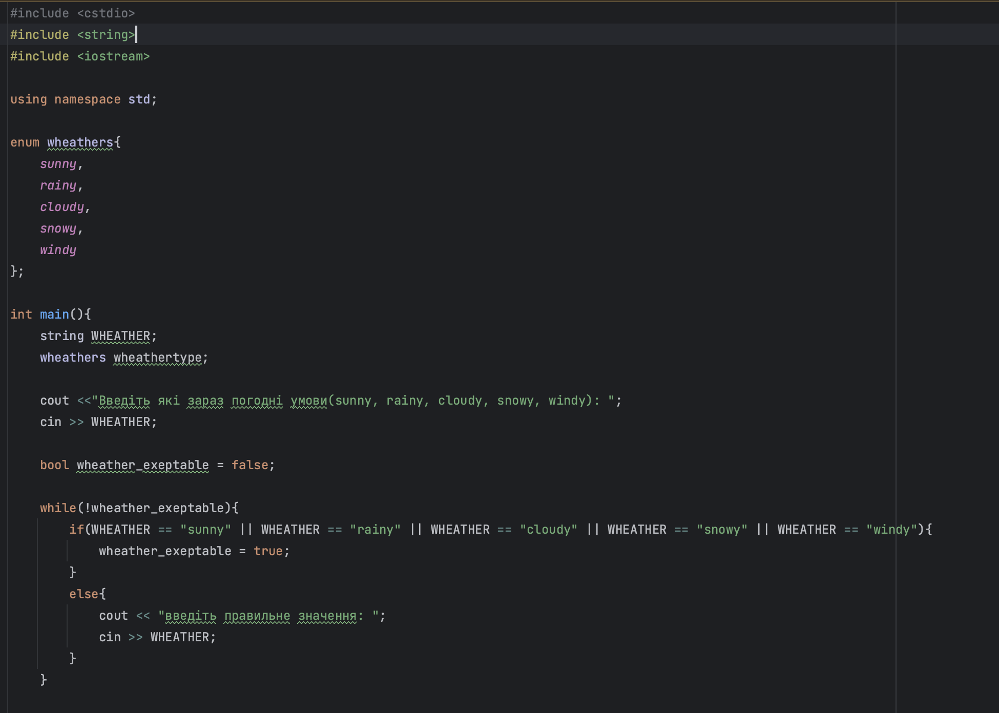 #include <cstdio>
#include <string>
#include <iostream>
using namespace std;
enum wheathers{
sunny,
rainy,
cloudy,
snowy,
windy
};
int main(){
string WHEATHER;
wheathers wheathertype;
cout <<"Введіть які зараз погодні умови(sunny, rainy, cloudy, snowy, windy): ";
cin >> WHEATHER;
bool wheather_exeptable = false;
while(!wheather_exeptable){
if(WHEATHER == "sunny" || WHEATHER == "rainy" || WHEATHER == "cloudy" || WHEATHER == "snowy" || WHEATHER == "windy"){
wheather_exeptable = true;
}
else{
cout << "введіть правильне значення: ";
cin >> WHEATHER;
}
}